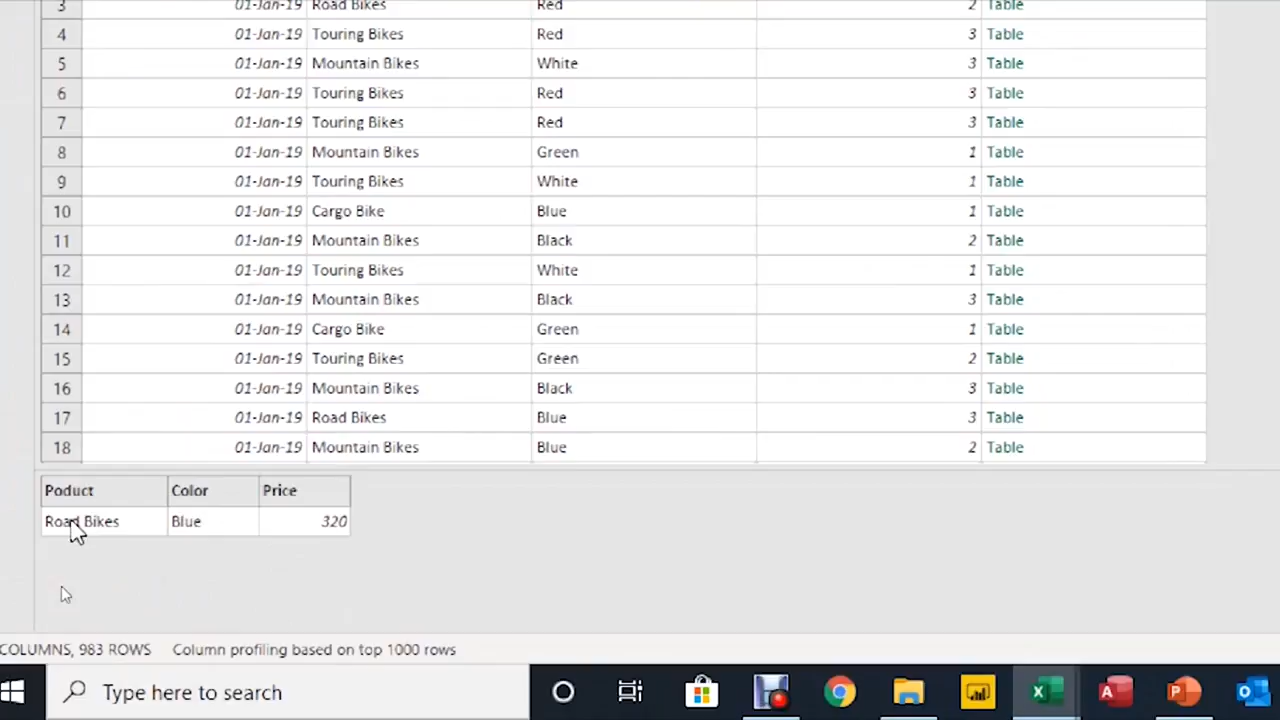 3 01-Jan-19 Road Bikes Red 2 Table
4 01-Jan-19 Touring Bikes Red 3 Table
5 01-Jan-19 Mountain Bikes White 3 Table
6 01-Jan-19 Touring Bikes Red 3 Table
7 01-Jan-19 Touring Bikes Red 3 Table
8 01-Jan-19 Mountain Bikes Green 1 Table
9 01-Jan-19 Touring Bikes White 1 Table
10 01-Jan-19 Cargo Bike Blue 1 Table
11 01-Jan-19 Mountain Bikes Black 2 Table
12 01-Jan-19 Touring Bikes White 1 Table
13 01-Jan-19 Mountain Bikes Black 3 Table
14 01-Jan-19 Cargo Bike Green 1 Table
15 01-Jan-19 Touring Bikes Green 2 Table
16 01-Jan-19 Mountain Bikes Black 3 Table
17 01-Jan-19 Road Bikes Blue 3 Table
18 01-Jan-19 Mountain Bikes Blue 2 Table
Poduct Color Price
Road Bikes Blue 320
COLUMNS, 983 ROWS Column profiling based on top 1000 rows
Type here to search